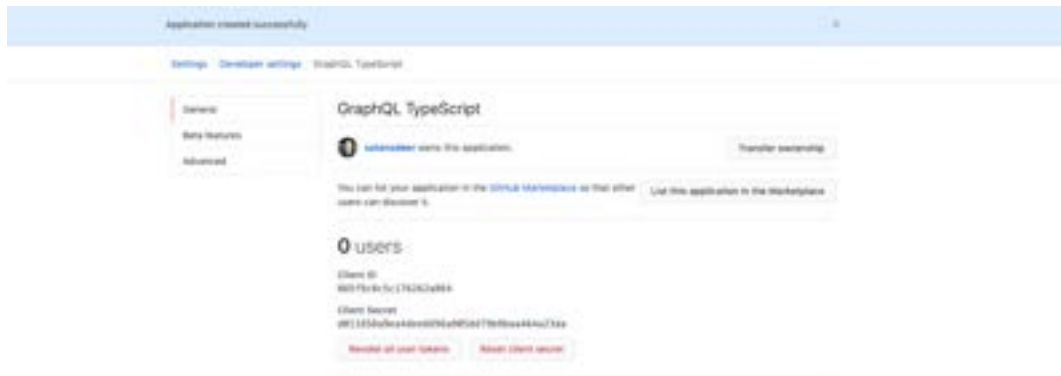 Application created successfully
Settings Developer settings GraphQL TypeScript
General
Beta features
Advanced
GraphQL TypeScript
owns this application.
Transfer ownership
You can list your application in the GitHub Marketplace so that other
users can discover it.
List this application in the Marketplace
0 users
Client ID
Client Secret
Revoke all user tokens
Reset client secret